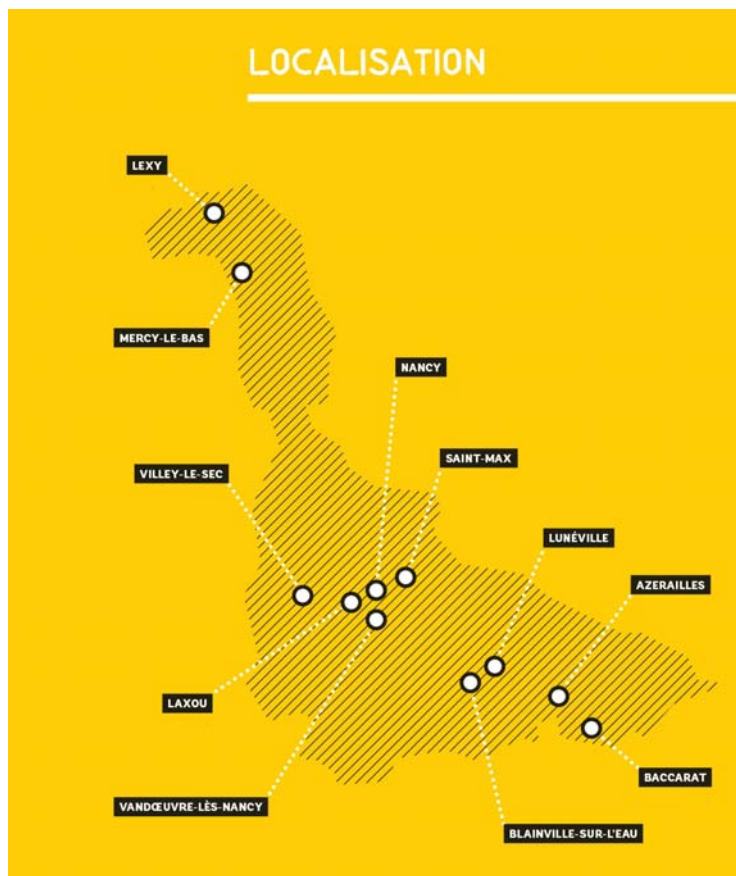 LOCALISATION
LEXY
MERCY-LE-BAS
NANCY
SAINT-MAX
VILLEY-LE-SEC
LUNÉVILLE
AZERAILLES
LAXOU
BACCARAT
VANDŒUVRE-LÈS-NANCY
BLAINVILLE-SUR-L'EAU